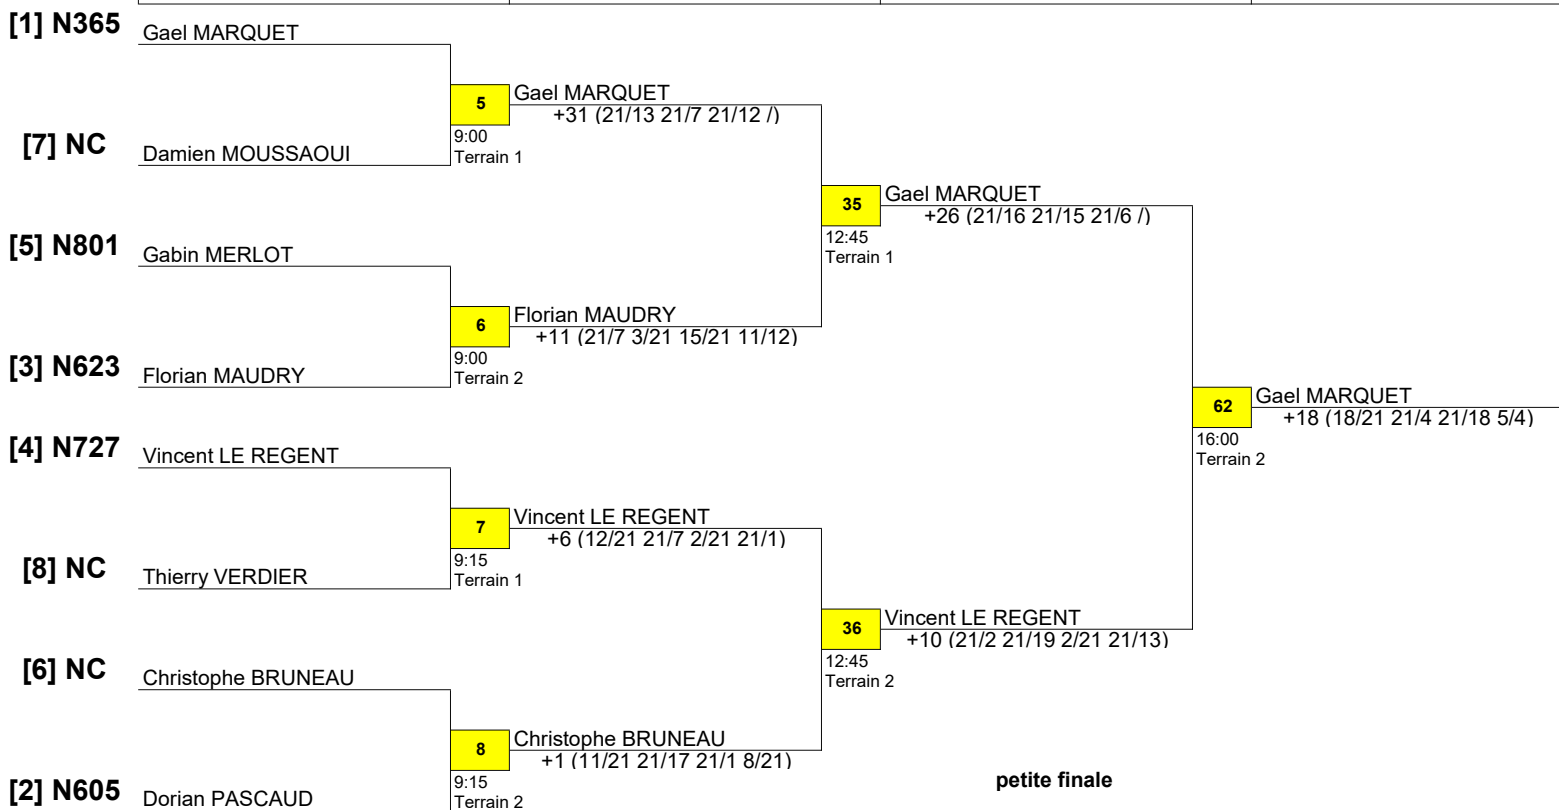 [1] N365
Gael MARQUET
5
Gael MARQUET
+31 (21/13 21/7 21/12 /)
9:00
Terrain 1
[7] NC
Damien MOUSSAOUI
35
Gael MARQUET
+26 (21/16 21/15 21/6 /)
12:45
Terrain 1
[5] N801
Gabin MERLOT
6
Florian MAUDRY
+11 (21/7 3/21 15/21 11/12)
9:00
Terrain 2
[3] N623
Florian MAUDRY
62
Gael MARQUET
+18 (18/21 21/4 21/18 5/4)
16:00
Terrain 2
[4] N727
Vincent LE REGENT
7
Vincent LE REGENT
+6 (12/21 21/7 2/21 21/1)
9:15
Terrain 1
[8] NC
Thierry VERDIER
36
Vincent LE REGENT
+10 (21/2 21/19 2/21 21/13)
12:45
Terrain 2
[6] NC
Christophe BRUNEAU
8
Christophe BRUNEAU
+1 (11/21 21/17 21/1 8/21)
9:15
Terrain 2
petite finale
[2] N605
Dorian PASCAUD